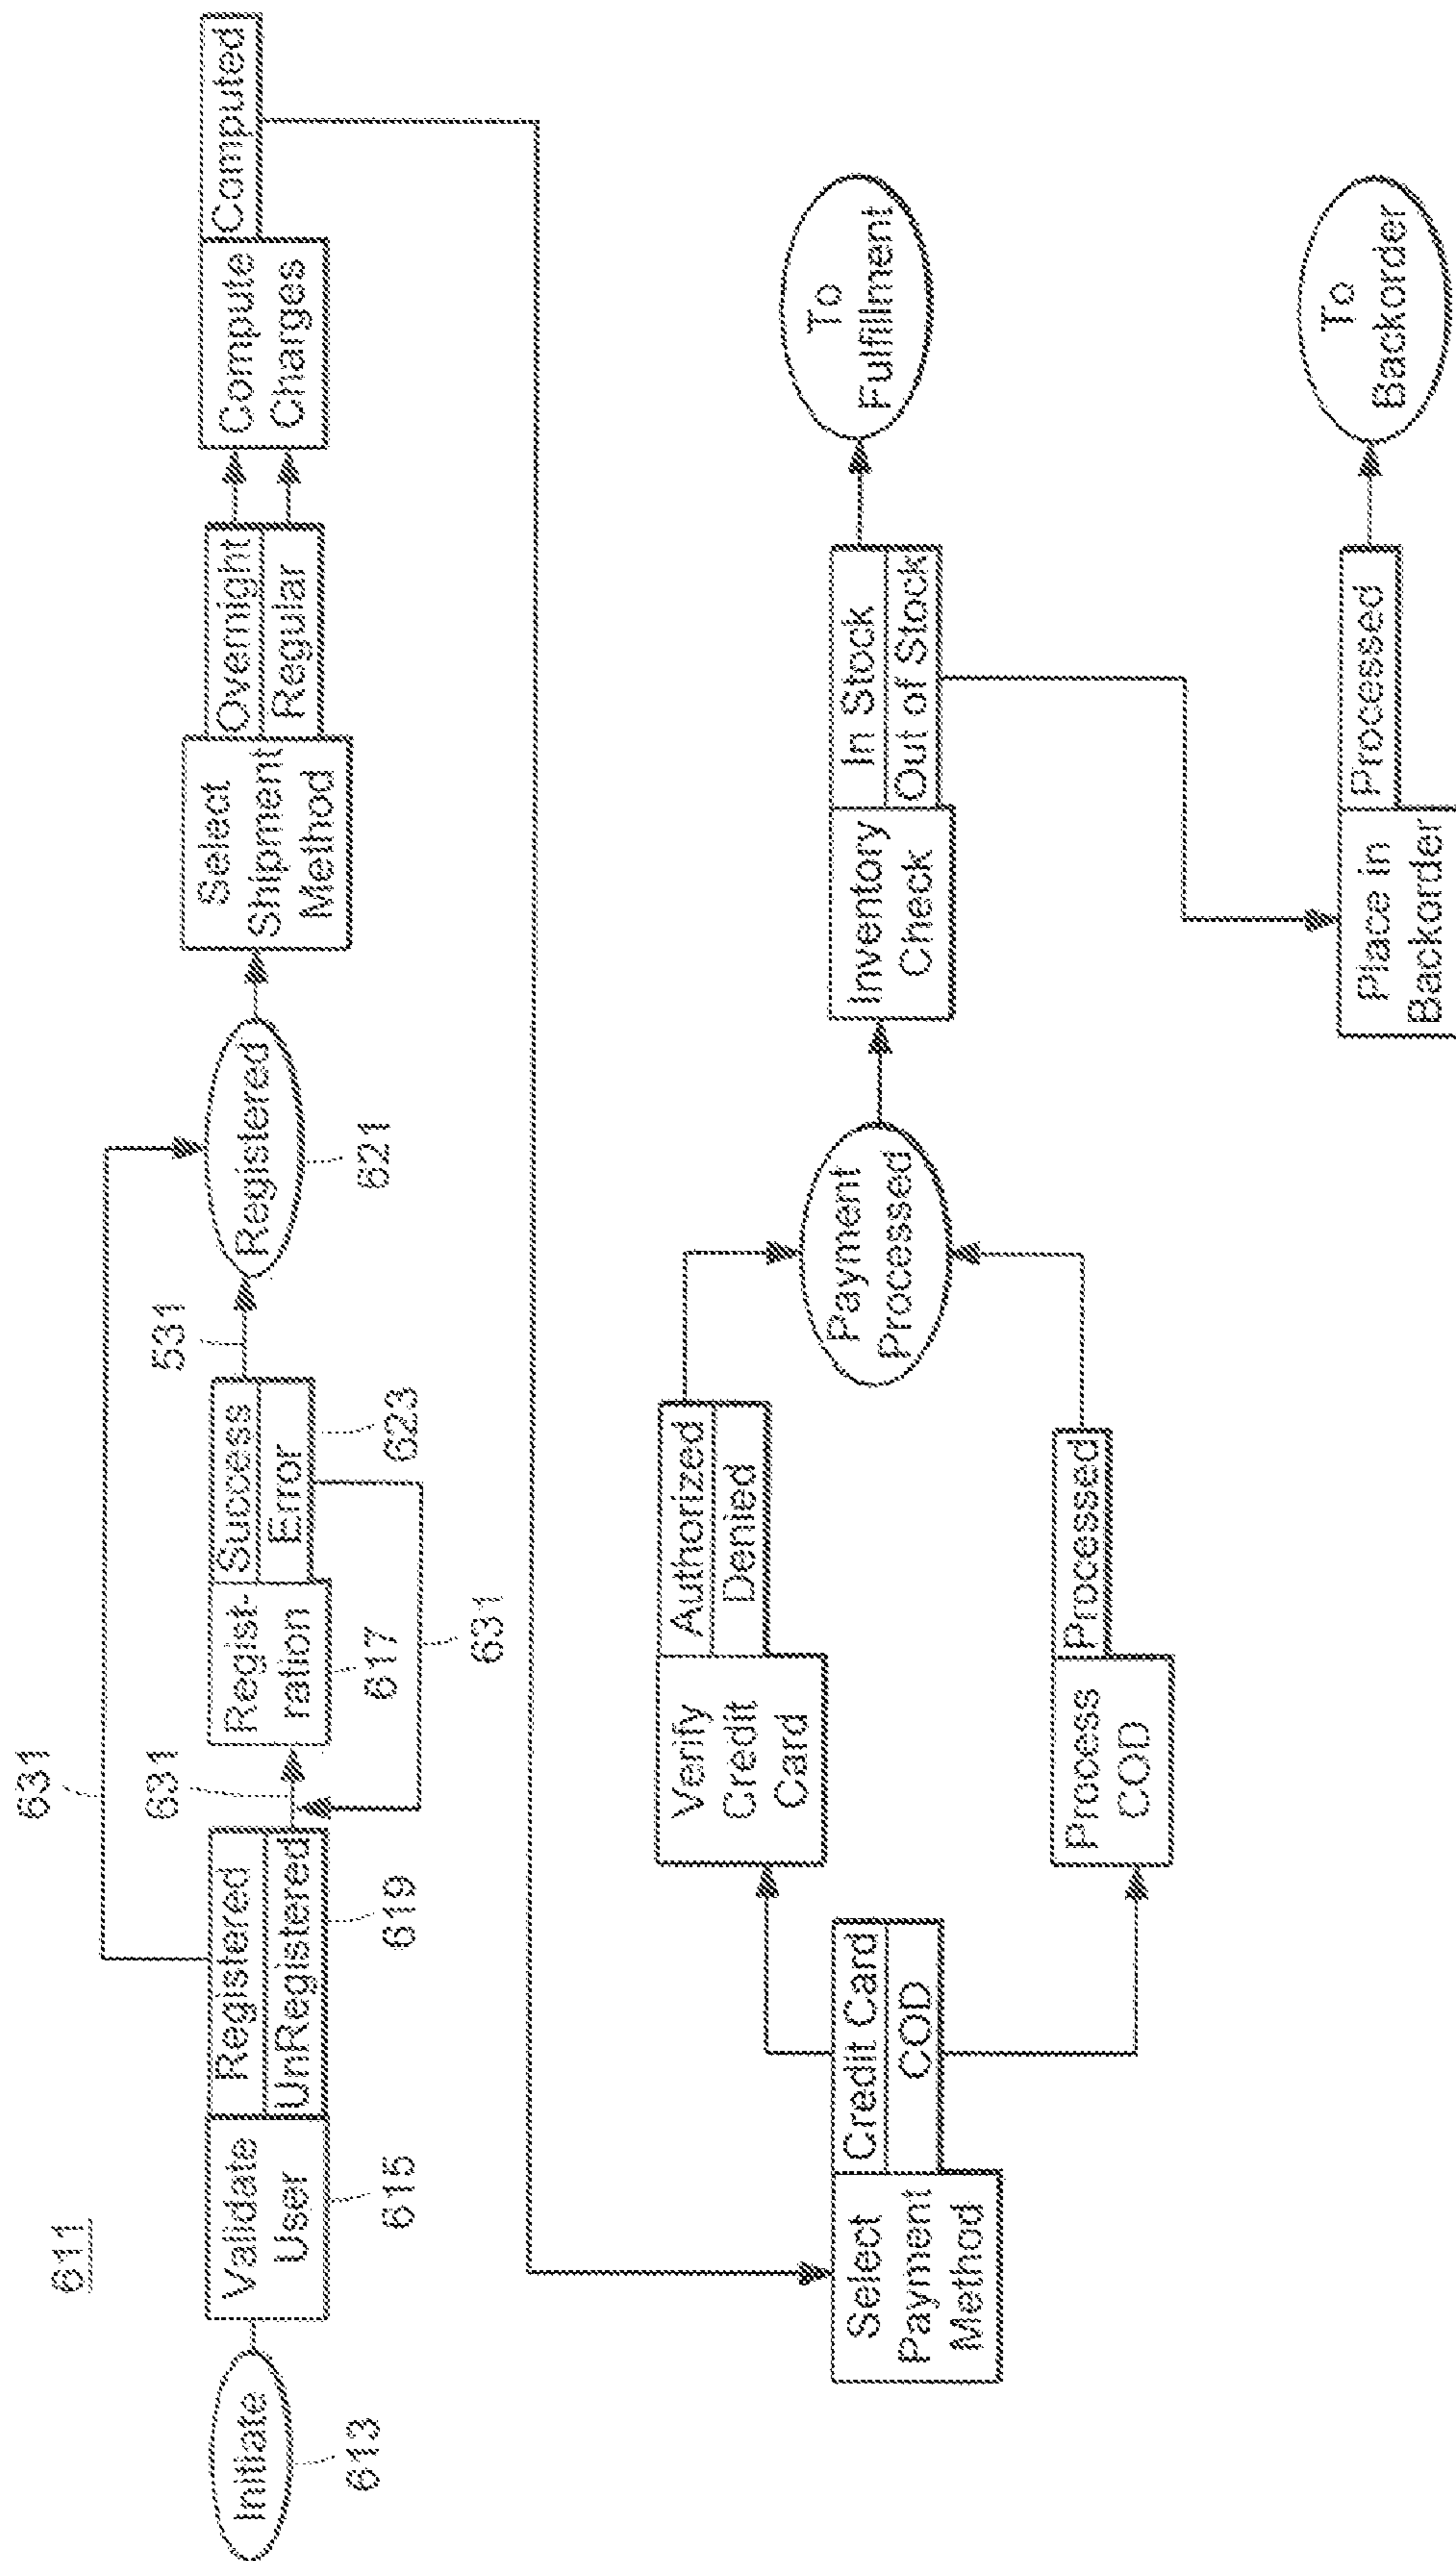 611
Initiate
613
Validate
User
615
Registered
UnRegistered
619
631
631
Regist-
ration
617
Success
Error
623
631
531
Registered
621
Select
Shipment
Method
Overnight
Regular
Compute
Charges
Computed
Select
Payment
Method
Credit Card
COD
Verify
Credit
Card
Authorized
Denied
Process
COD
Processed
Payment
Processed
Inventory
Check
In Stock
Out of Stock
To
Fulfillment
Place in
Backorder
Processed
To
Backorder